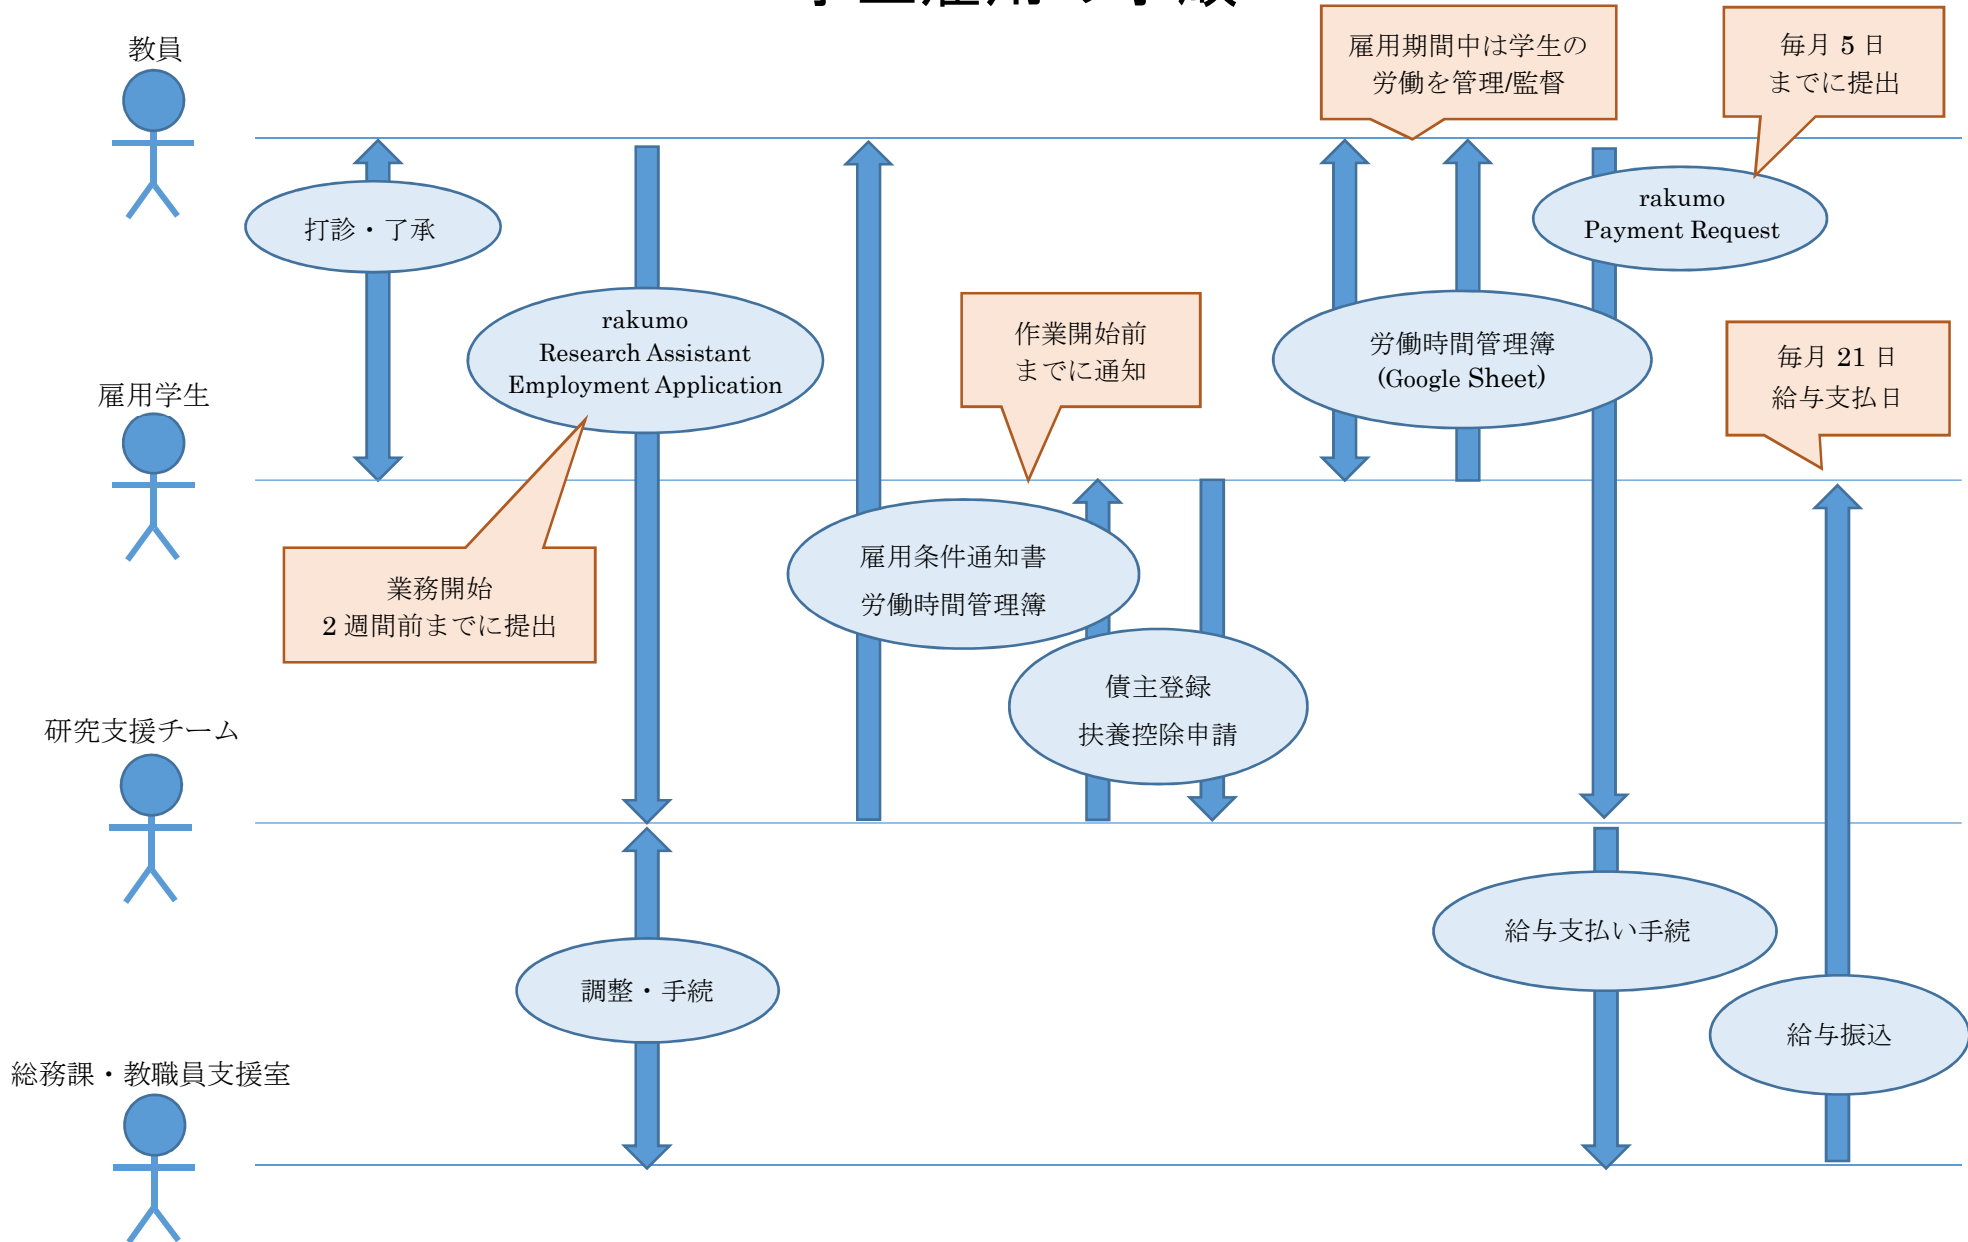 教員
雇用期間中は学生の
労働を管理/監督
毎月 5 日
までに提出
打診・了承
rakumo
Payment Request
rakumo
Research Assistant
Employment Application
作業開始前
までに通知
労働時間管理簿
(Google Sheet)
毎月 21 日
給与支払日
雇用学生
業務開始
2 週間前までに提出
雇用条件通知書
労働時間管理簿
債主登録
扶養控除申請
研究支援チーム
給与支払い手続
調整・手続
給与振込
総務課・教職員支援室